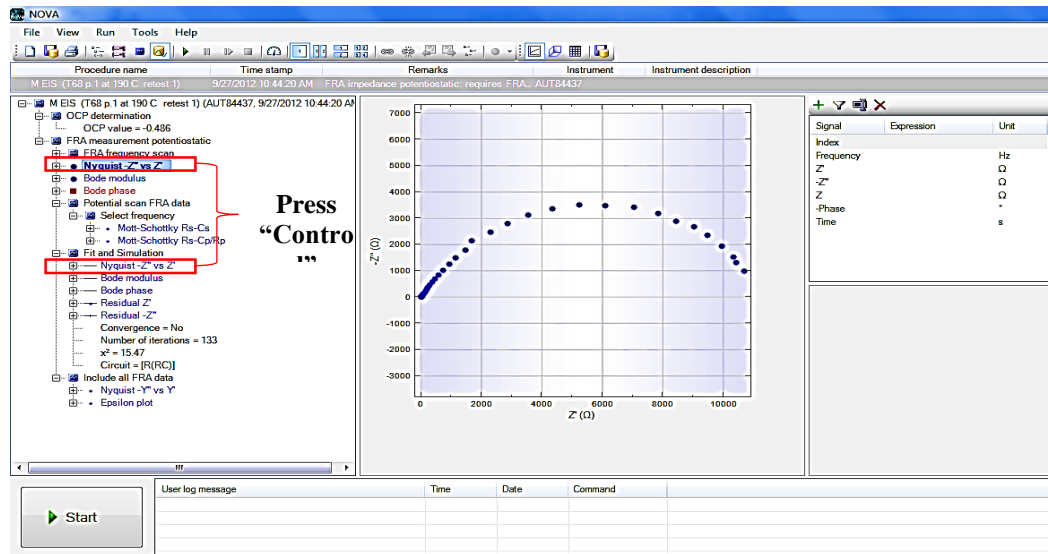 NOVA
File View Run Tools Help
Procedure name Time stamp Remarks Instrument Instrument description
M EIS (T68 p.1 at 190 C retest 1) 9/27/2012 10:44:20 AM FRA impedance potentiostatic: requires FRA... AUT84437
M EIS (T68 p.1 at 190 C retest 1) (AUT84437, 9/27/2012 10:44:20 AM
OCP determination
OCP value = -0.486
FRA measurement potentiostatic
FRA frequency scan
Nyquist -Z" vs Z'
Bode modulus
Bode phase
Potential scan FRA data
Select frequency
Mott-Schottky Rs-Cs
Mott-Schottky Rs-Cp/Rp
Fit and Simulation
Nyquist -Z" vs Z'
Bode modulus
Bode phase
Residual Z'
Residual -Z"
Convergence = No
Number of iterations = 133
x² = 15.47
Circuit = [R(RC)]
Include all FRA data
Nyquist -Y" vs Y'
Epsilon plot
Press
“Contro
7000
6000
5000
4000
3000
2000
1000
0
-1000
-2000
-3000
-Z" (Ω)
0 2000 4000 6000 8000 10000
Z' (Ω)
Signal Expression Unit
Index
Frequency Hz
Z' Ω
-Z" Ω
Z Ω
-Phase °
Time s
Start
User log message Time Date Command